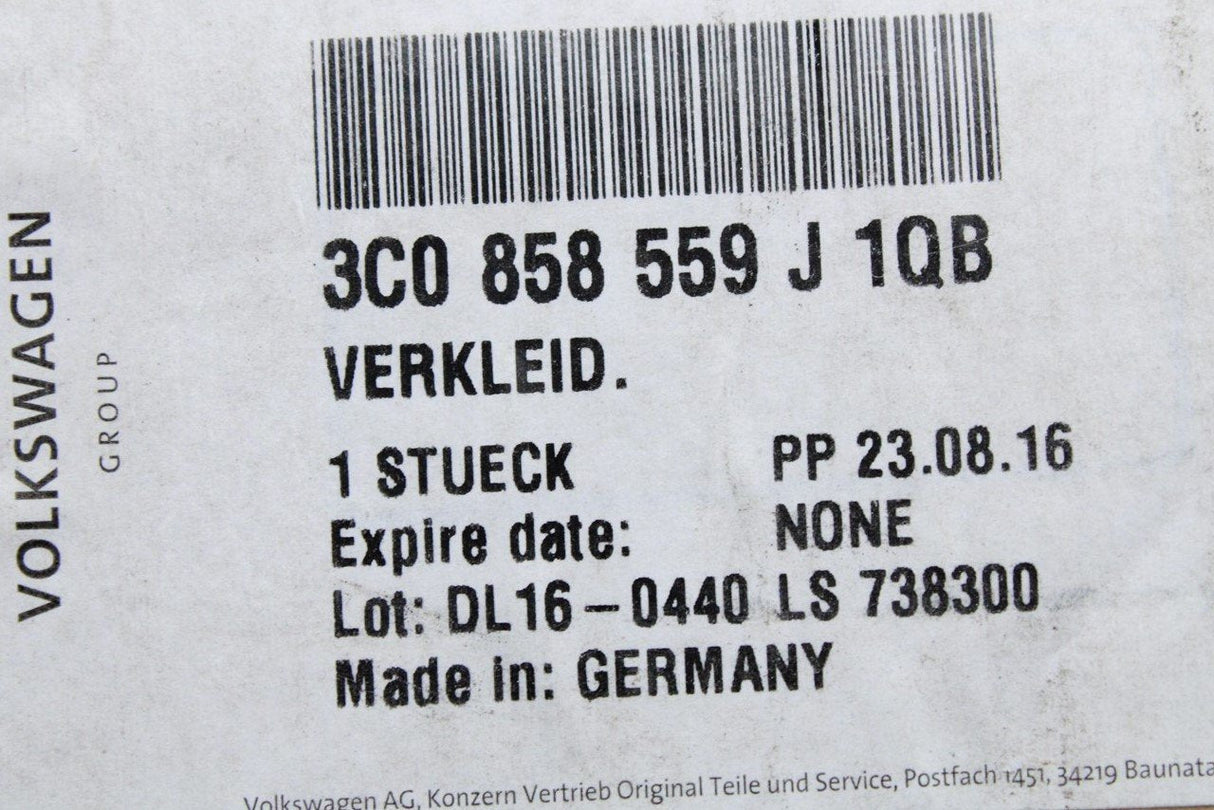 VOLKSWAGEN
GROUP
3C0 858 559 J 1QB
VERKLEID.
1 STUECK PP 23.08.16
Expire date: NONE
Lot: DL16-0440 LS 738300
Made in: GERMANY
Volkswagen AG, Konzern Vertrieb Original Teile und Service, Postfach 1451, 34219 Baunata